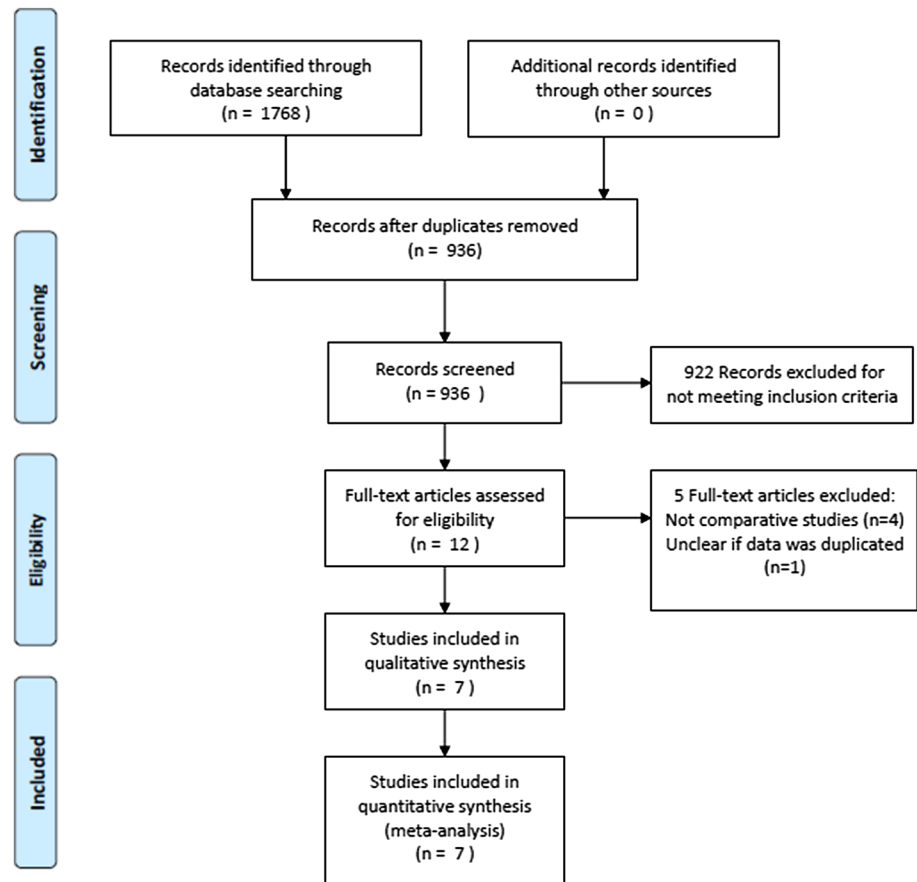 Identification
Records identified through
database searching
(n = 1768 )
Additional records identified
through other sources
(n = 0 )
Records after duplicates removed
(n = 936)
Screening
Records screened
(n = 936 )
922 Records excluded for
not meeting inclusion criteria
Eligibility
Full-text articles assessed
for eligibility
(n = 12 )
5 Full-text articles excluded:
Not comparative studies (n=4)
Unclear if data was duplicated
(n=1)
Studies included in
qualitative synthesis
(n = 7 )
Included
Studies included in
quantitative synthesis
(meta-analysis)
(n = 7 )